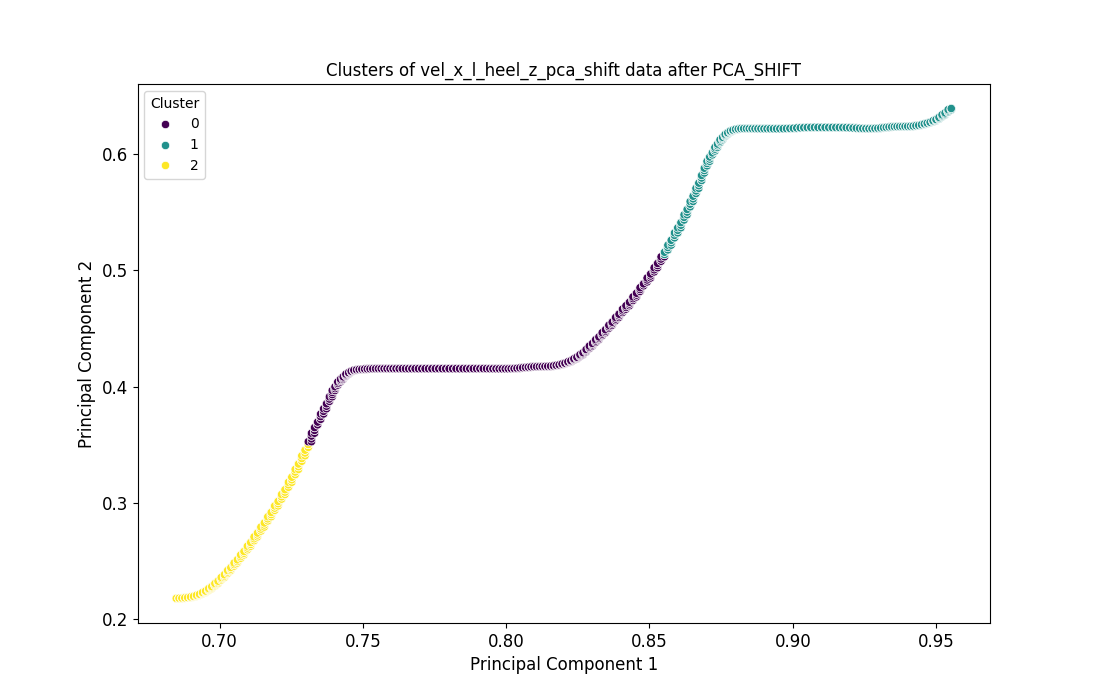 Clusters of vel_x_l_heel_z_pca_shift data after PCA_SHIFT
Cluster
0
1
2
Principal Component 2
0.6
0.5
0.4
0.3
0.2
0.70 0.75 0.80 0.85 0.90 0.95
Principal Component 1